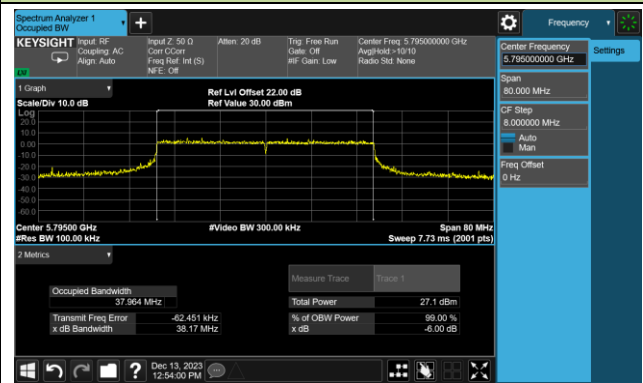 Spectrum Analyzer 1
Occupied BW
Frequency
KEYSIGHT
Input: RF
Coupling: AC
Align: Auto
Input Z: 50 Ω
Corr CCorr
Freq Ref: Int (S)
NFE: Off
Atten: 20 dB
Trig: Free Run
Gate: Off
#IF Gain: Low
Center Freq: 5.795000000 GHz
Avg|Hold:>10/10
Radio Std: None
LXI
Center Frequency
5.795000000 GHz
Settings
Span
80.000 MHz
CF Step
8.000000 MHz
Auto
Man
Freq Offset
0 Hz
1 Graph
Scale/Div 10.0 dB
Ref Lvl Offset 22.00 dB
Ref Value 30.00 dBm
Log
20.0
10.0
0.00
-10.0
-20.0
-30.0
-40.0
-50.0
-60.0
Center 5.79500 GHz
#Res BW 100.00 kHz
#Video BW 300.00 kHz
Span 80 MHz
Sweep 7.73 ms (2001 pts)
2 Metrics
Measure Trace
Trace 1
Occupied Bandwidth
37.964 MHz
Total Power
27.1 dBm
Transmit Freq Error
-62.451 kHz
% of OBW Power
99.00 %
x dB Bandwidth
38.17 MHz
x dB
-6.00 dB
Dec 13, 2023
12:54:00 PM